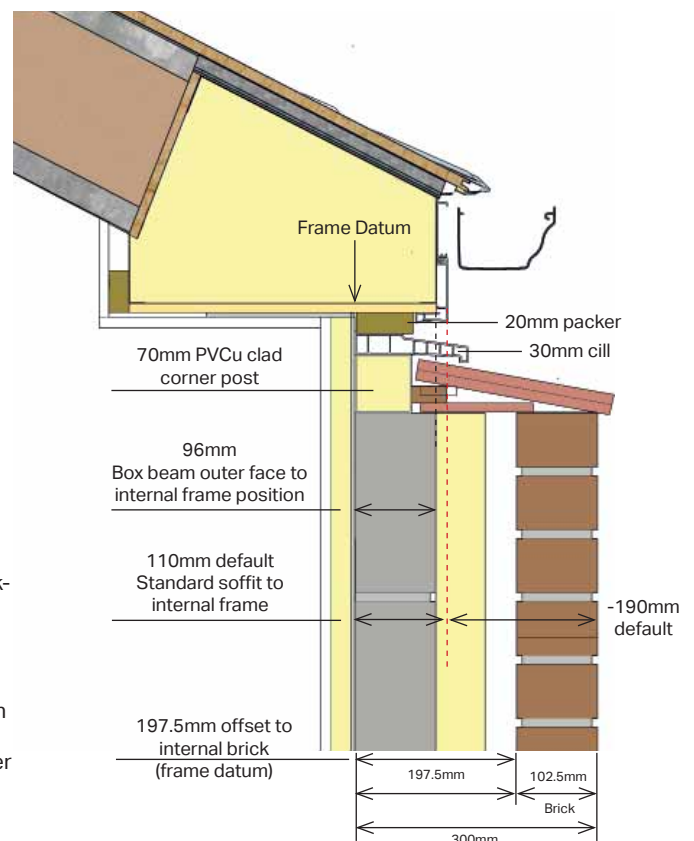 Frame Datum
20mm packer
30mm cill
70mm PVCu clad
corner post
96mm
Box beam outer face to
internal frame position
110mm default
Standard soffit to
internal frame
k-
-190mm
default
n
197.5mm offset to
internal brick
(frame datum)
er
197.5mm
102.5mm
Brick
300mm